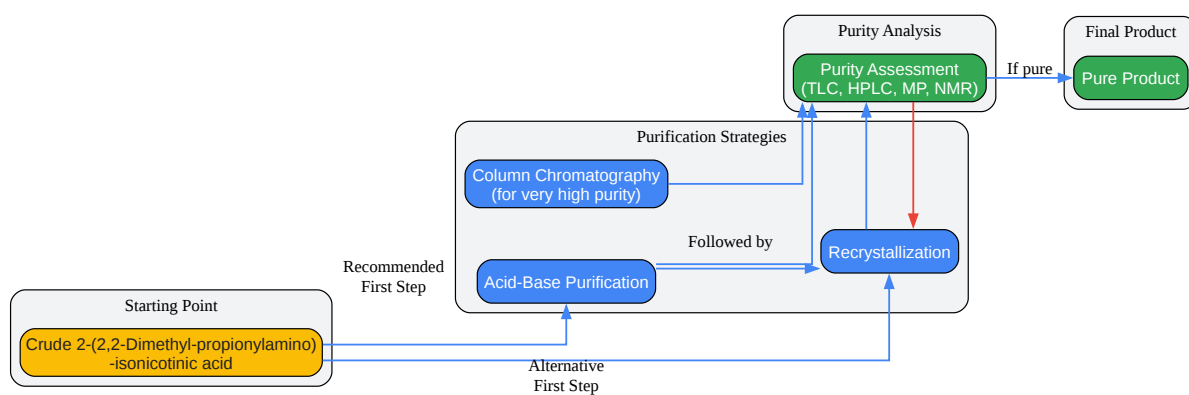 Purity Analysis
Final Product
Purity Assessment
(TLC, HPLC, MP, NMR)
If pure
Pure Product
Purification Strategies
Column Chromatography
(for very high purity)
Followed by
Recrystallization
Recommended
First Step
Acid-Base Purification
Starting Point
Crude 2-(2,2-Dimethyl-propionylamino)
-isonicotinic acid
Alternative
First Step